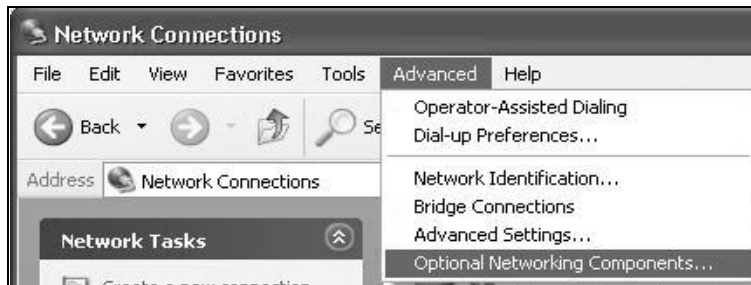 Network Connections
File Edit View Favorites Tools Advanced Help
Operator-Assisted Dialing
Back
Dial-up Preferences...
Address Network Connections
Network Identification...
Bridge Connections
Network Tasks
Advanced Settings...
Optional Networking Components...